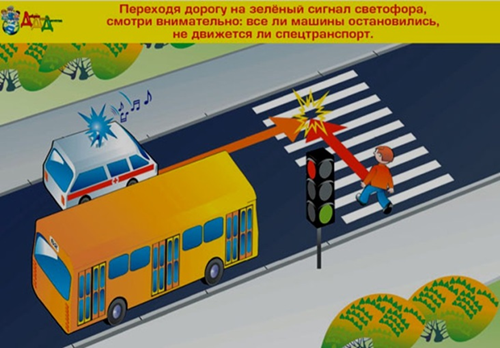 Переходя дорогу на зелёный сигнал светофора,
смотри внимательно: все ли машины остановились,
не движется ли спецтранспорт.